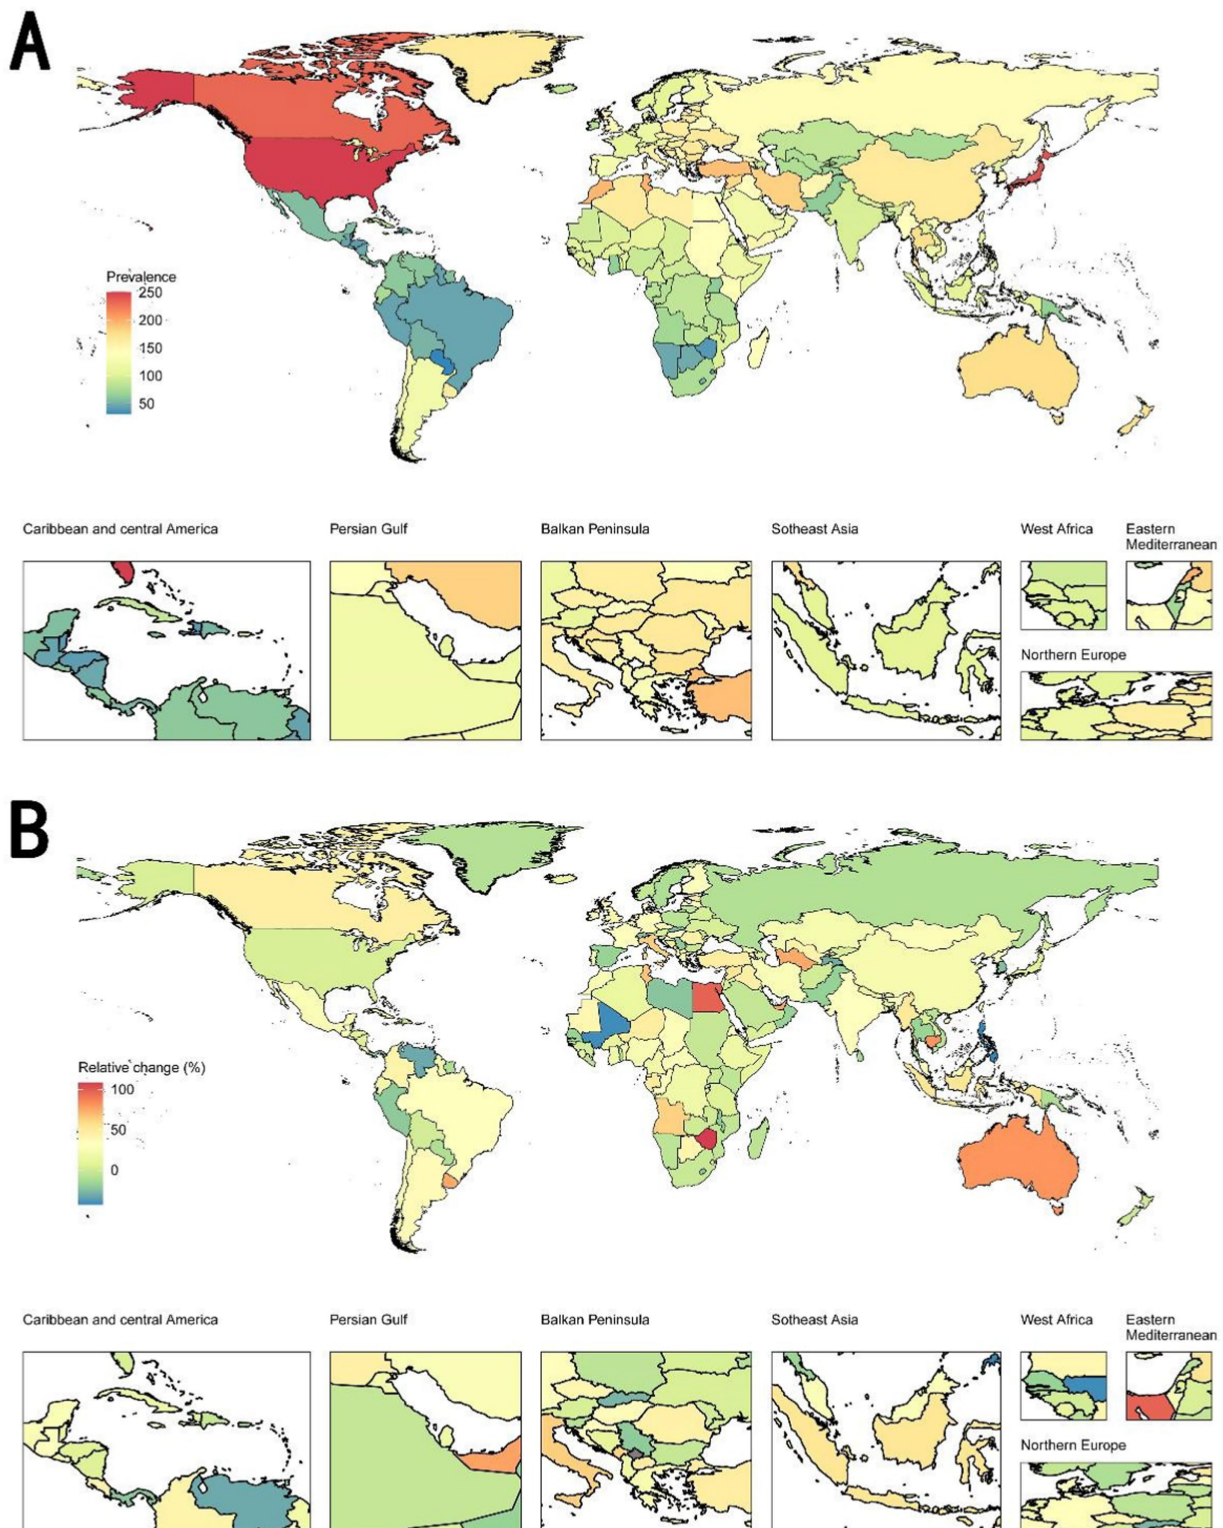 A
Prevalence
250
200
150
100
50
Caribbean and central America
Persian Gulf
Balkan Peninsula
Sotheast Asia
West Africa
Eastern
Mediterranean
Northern Europe
B
Relative change (%)
100
50
0
Caribbean and central America
Persian Gulf
Balkan Peninsula
Sotheast Asia
West Africa
Eastern
Mediterranean
Northern Europe